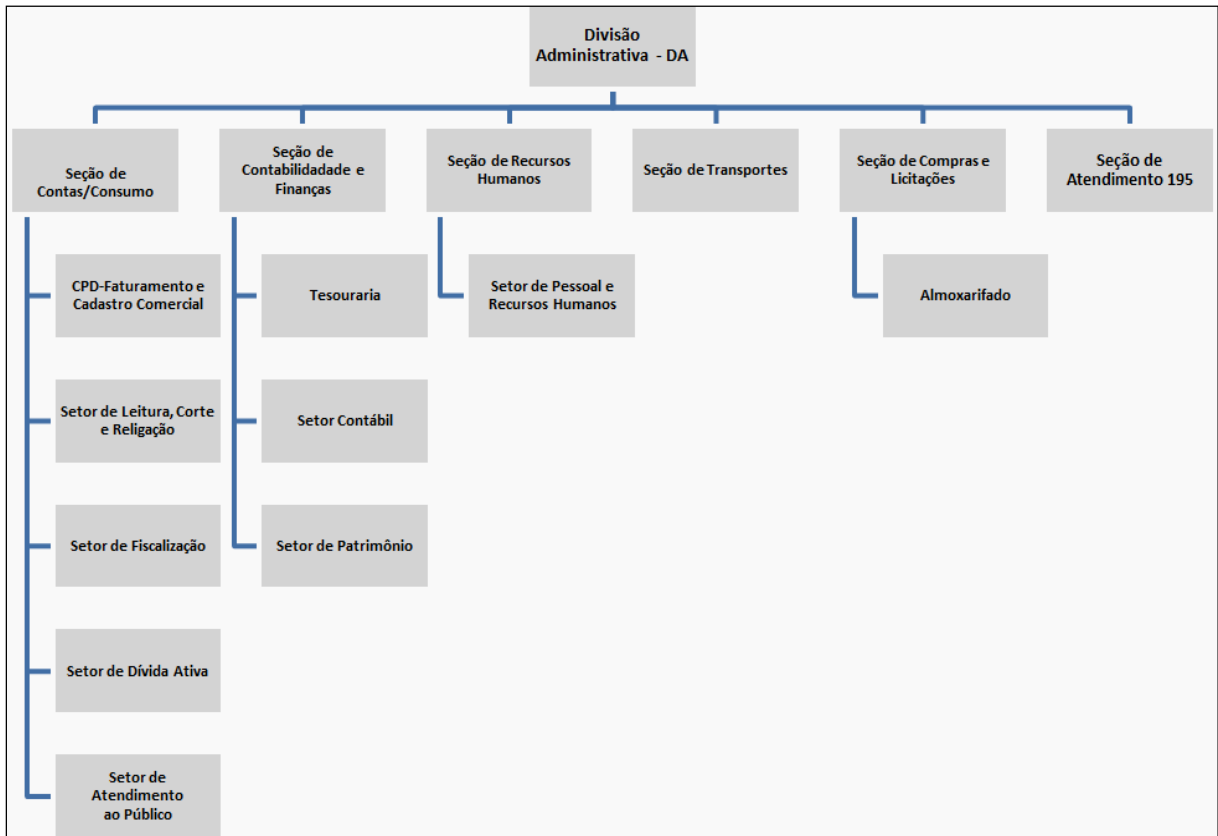 Divisão
Administrativa - DA
Seção de
Contas/Consumo
Seção de
Contabilidadade e
Finanças
Seção de Recursos
Humanos
Seção de Transportes
Seção de Compras e
Licitações
Seção de
Atendimento 195
CPD-Faturamento e
Cadastro Comercial
Tesouraria
Setor de Pessoal e
Recursos Humanos
Almoxarifado
Setor de Leitura, Corte
e Religação
Setor Contábil
Setor de Fiscalização
Setor de Patrimônio
Setor de Dívida Ativa
Setor de
Atendimento
ao Público